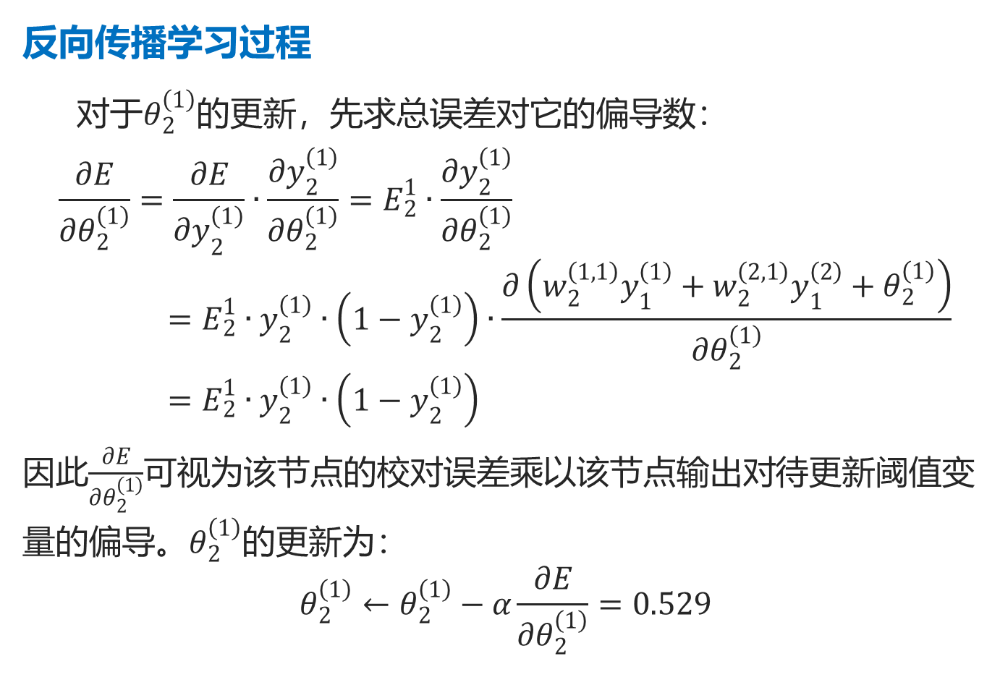 反向传播学习过程
对于$\theta_2^{(1)}$的更新，先求总误差对它的偏导数：
$\frac{\partial E}{\partial \theta_2^{(1)}} = \frac{\partial E}{\partial y_2^{(1)}} \cdot \frac{\partial y_2^{(1)}}{\partial \theta_2^{(1)}} = E_2^1 \cdot \frac{\partial y_2^{(1)}}{\partial \theta_2^{(1)}}$
$= E_2^1 \cdot y_2^{(1)} \cdot \left(1 - y_2^{(1)}\right) \cdot \frac{\partial \left(w_2^{(1,1)} y_1^{(1)} + w_2^{(2,1)} y_1^{(2)} + \theta_2^{(1)}\right)}{\partial \theta_2^{(1)}}$
$= E_2^1 \cdot y_2^{(1)} \cdot \left(1 - y_2^{(1)}\right)$
因此$\frac{\partial E}{\partial \theta_2^{(1)}}$可视为该节点的校对误差乘以该节点输出对待更新阈值变
量的偏导。$\theta_2^{(1)}$的更新为：
$\theta_2^{(1)} \leftarrow \theta_2^{(1)} - \alpha \frac{\partial E}{\partial \theta_2^{(1)}} = 0.529$